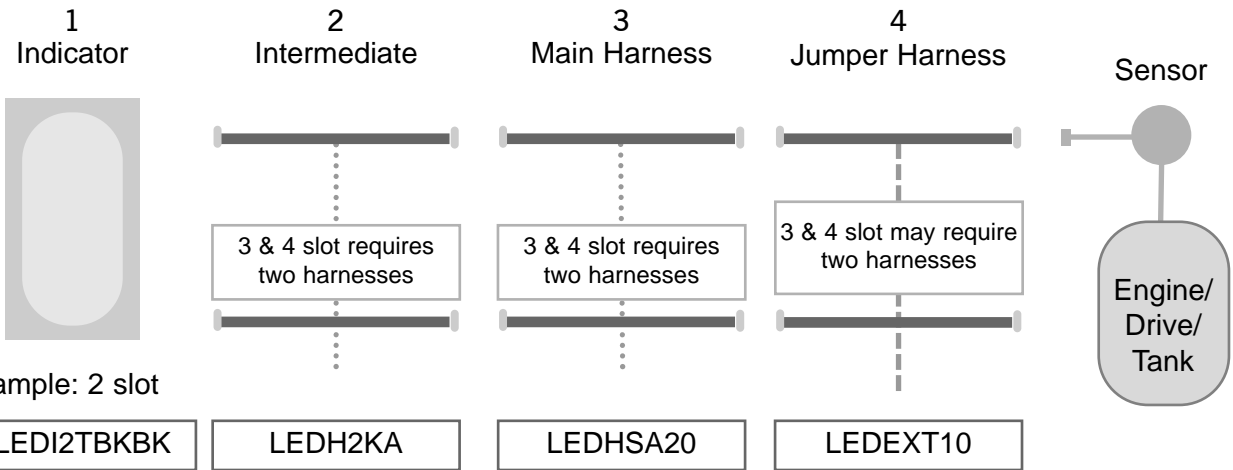 1
Indicator
2
Intermediate
3
Main Harness
4
Jumper Harness
Sensor
3 & 4 slot requires
two harnesses
3 & 4 slot requires
two harnesses
3 & 4 slot may require
two harnesses
Engine/
Drive/
Tank
ample: 2 slot
LEDI2TBKBK
LEDH2KA
LEDHSA20
LEDEXT10